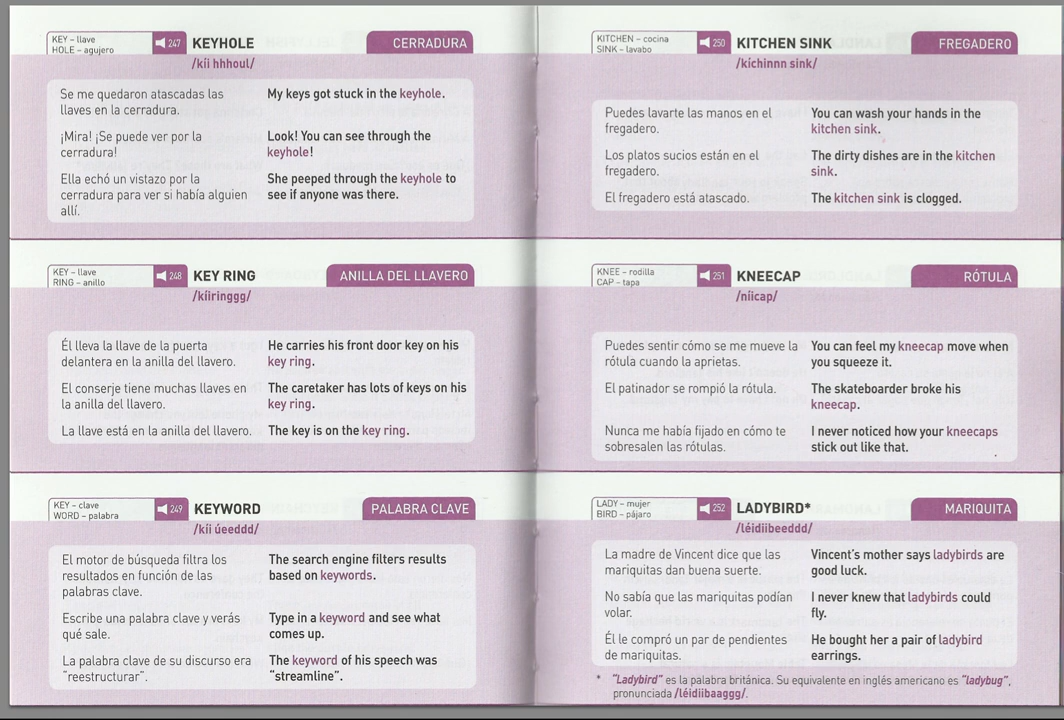 KEY – llave
HOLE – agujero
247
KEYHOLE
CERRADURA
/kíi hhhoul/
Se me quedaron atascadas las
llaves en la cerradura.
My keys got stuck in the keyhole.
¡Mira! ¡Se puede ver por la
cerradura!
Look! You can see through the
keyhole!
Ella echó un vistazo por la
cerradura para ver si había alguien
allí.
She peeped through the keyhole to
see if anyone was there.
KEY – llave
RING – anillo
248
KEY RING
ANILLA DEL LLAVERO
/kíiringgg/
Él lleva la llave de la puerta
delantera en la anilla del llavero.
He carries his front door key on his
key ring.
El conserje tiene muchas llaves en
la anilla del llavero.
The caretaker has lots of keys on his
key ring.
La llave está en la anilla del llavero.
The key is on the key ring.
KEY – clave
WORD – palabra
249
KEYWORD
PALABRA CLAVE
/kíi úeeddd/
El motor de búsqueda filtra los
resultados en función de las
palabras clave.
The search engine filters results
based on keywords.
Escribe una palabra clave y verás
qué sale.
Type in a keyword and see what
comes up.
La palabra clave de su discurso era
"reestructurar".
The keyword of his speech was
"streamline".
KITCHEN – cocina
SINK – lavabo
250
KITCHEN SINK
FREGADERO
/kíchinnn sink/
Puedes lavarte las manos en el
fregadero.
You can wash your hands in the
kitchen sink.
Los platos sucios están en el
fregadero.
The dirty dishes are in the kitchen
sink.
El fregadero está atascado.
The kitchen sink is clogged.
KNEE – rodilla
CAP – tapa
251
KNEECAP
RÓTULA
/níicap/
Puedes sentir cómo se me mueve la
rótula cuando la aprietas.
You can feel my kneecap move when
you squeeze it.
El patinador se rompió la rótula.
The skateboarder broke his
kneecap.
Nunca me había fijado en cómo te
sobresalen las rótulas.
I never noticed how your kneecaps
stick out like that.
LADY – mujer
BIRD – pájaro
252
LADYBIRD*
MARIQUITA
/léidiibeeddd/
La madre de Vincent dice que las
mariquitas dan buena suerte.
Vincent's mother says ladybirds are
good luck.
No sabía que las mariquitas podían
volar.
I never knew that ladybirds could
fly.
Él le compró un par de pendientes
de mariquitas.
He bought her a pair of ladybird
earrings.
* "Ladybird" es la palabra británica. Su equivalente en inglés americano es "ladybug",
pronunciada /léidiibaaggg/.